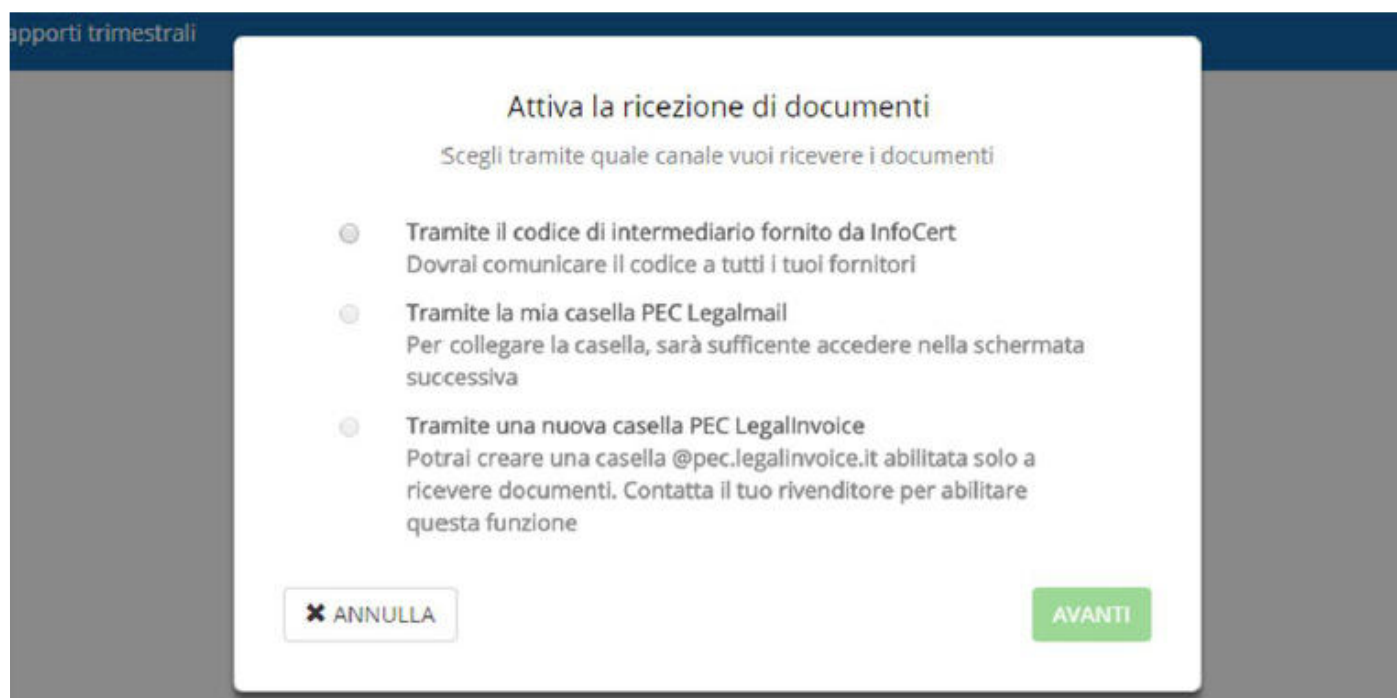 apporti trimestrali
Attiva la ricezione di documenti
Scegli tramite quale canale vuoi ricevere i documenti
Tramite il codice di intermediario fornito da InfoCert
Dovrai comunicare il codice a tutti i tuoi fornitori
Tramite la mia casella PEC Legalmail
Per collegare la casella, sarà sufficente accedere nella schermata
successiva
Tramite una nuova casella PEC LegalInvoice
Potrai creare una casella @pec.legalinvoice.it abilitata solo a
ricevere documenti. Contatta il tuo rivenditore per abilitare
questa funzione
✖ ANNULLA
AVANTI